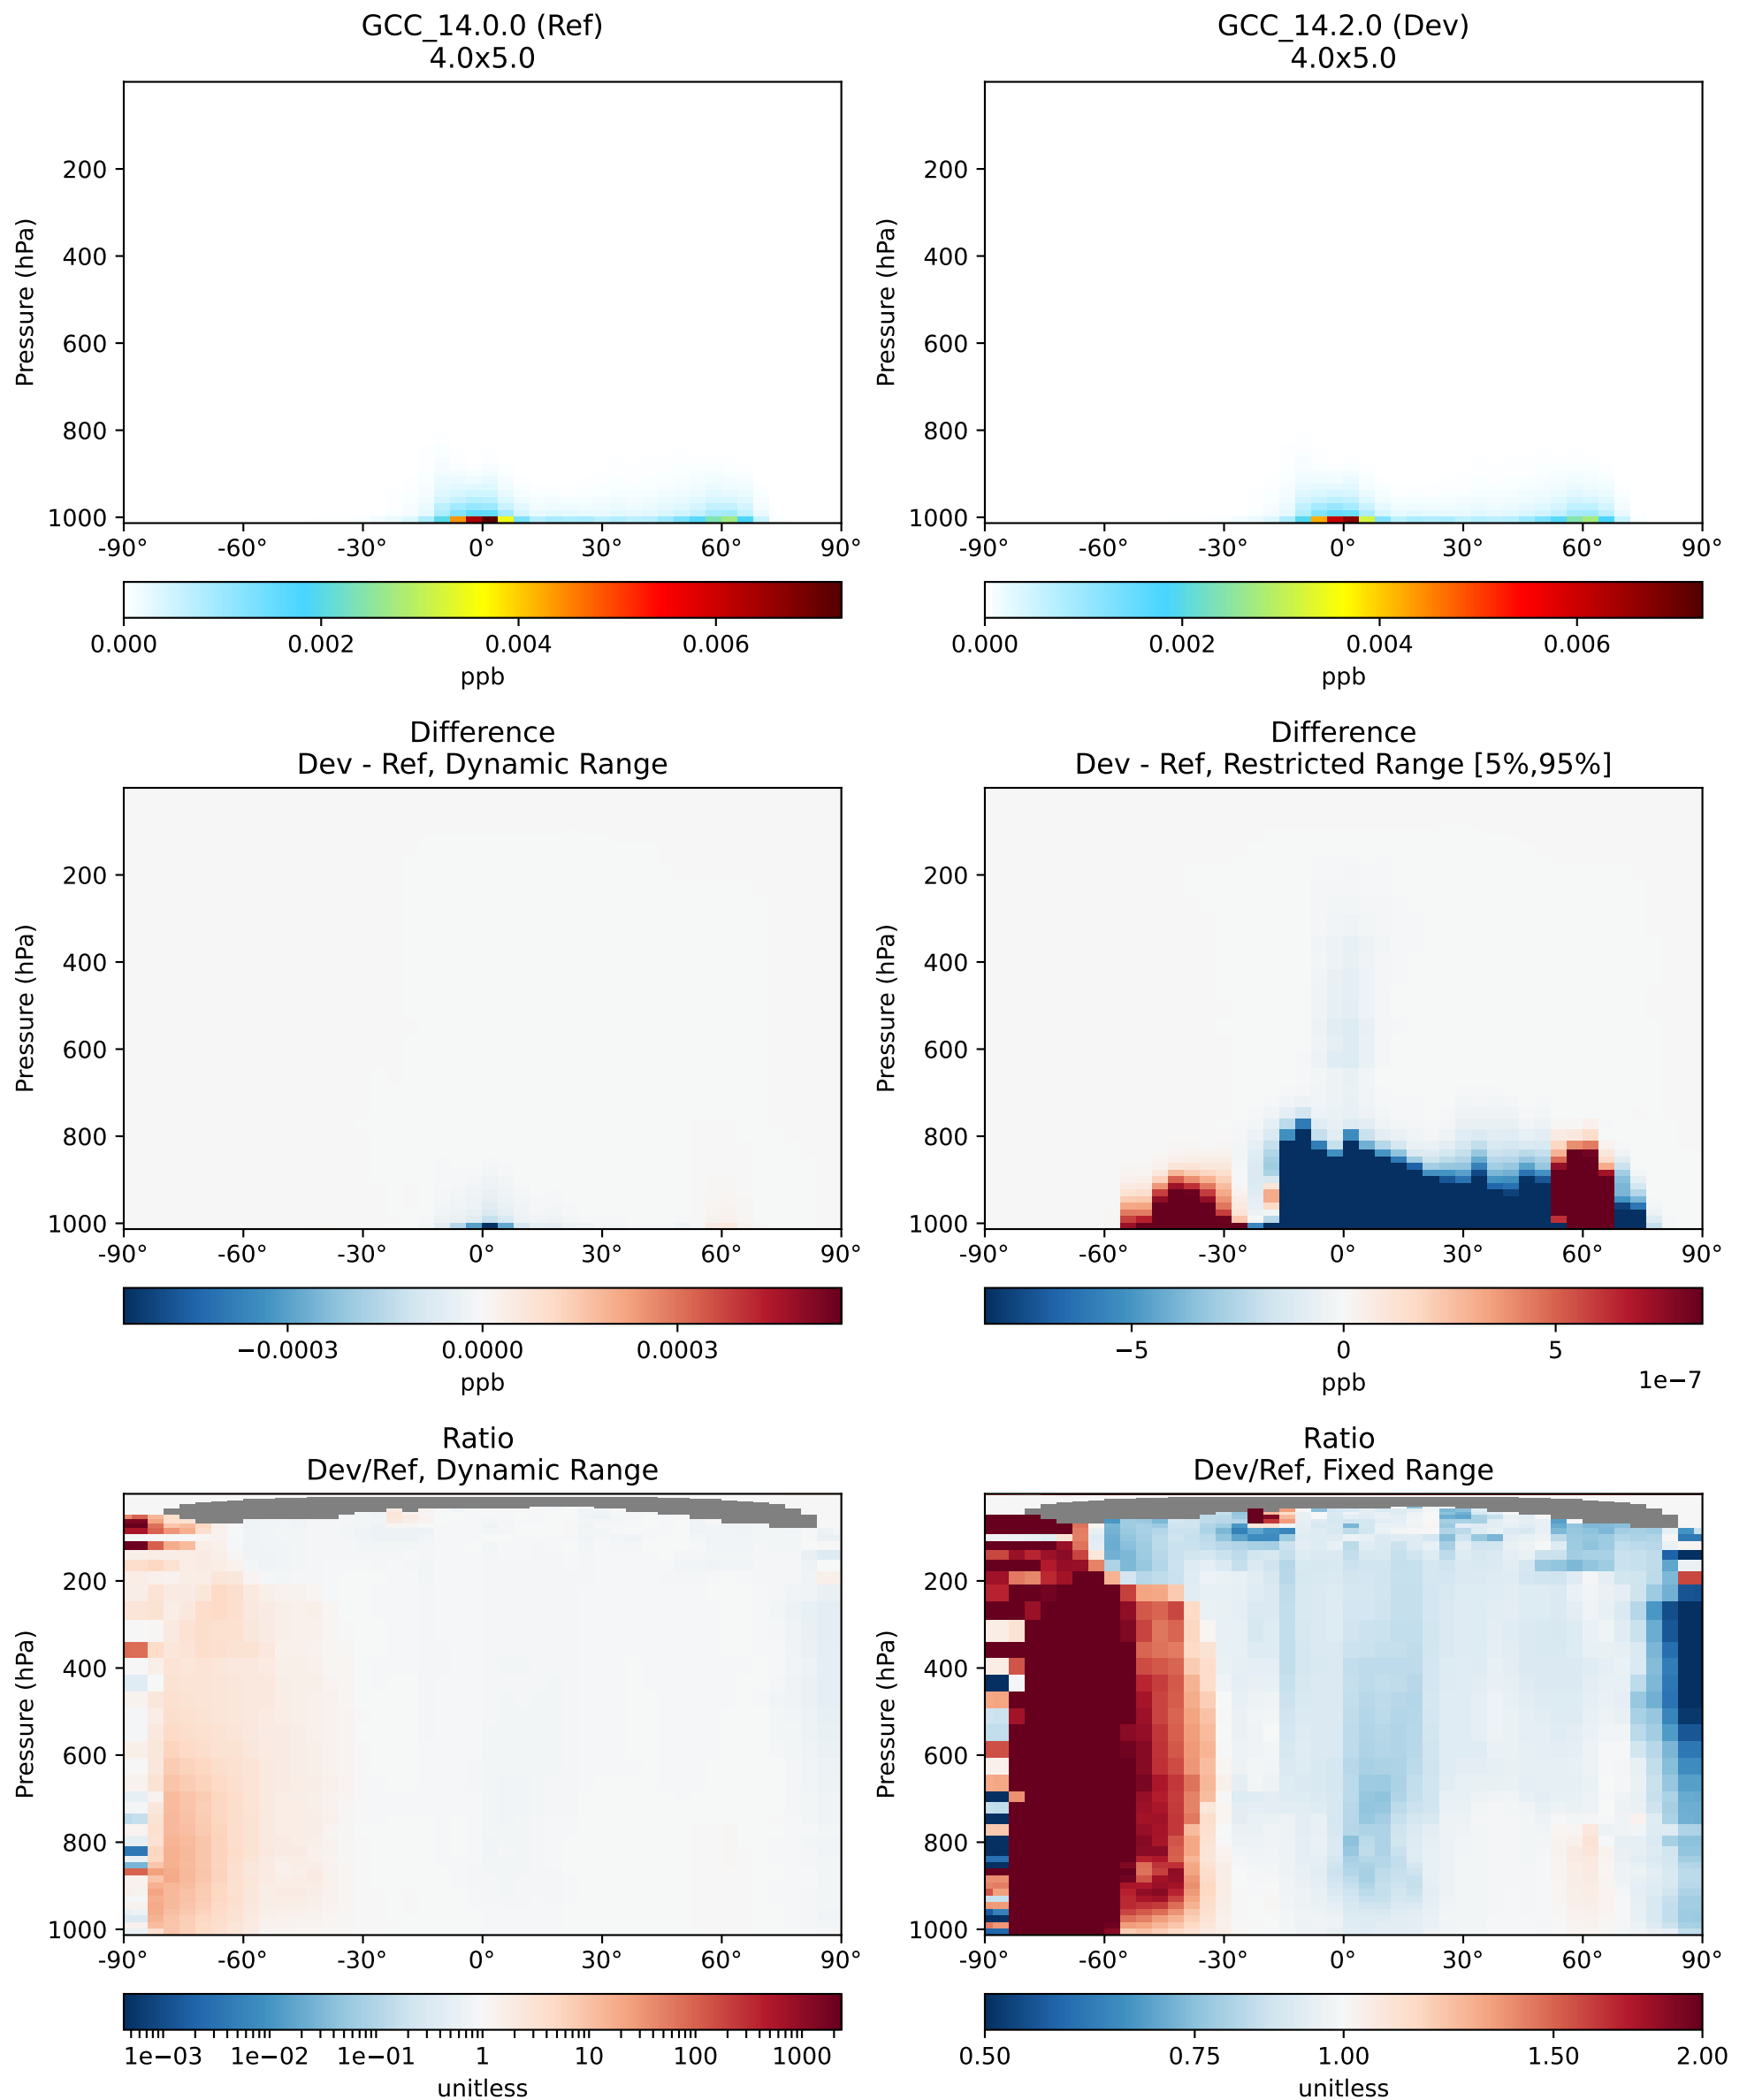 GCC_14.0.0 (Ref)
4.0x5.0
Pressure (hPa)
200
400
600
800
1000
-90° -60° -30° 0° 30° 60° 90°
0.000 0.002 0.004 0.006
ppb
GCC_14.2.0 (Dev)
4.0x5.0
Pressure (hPa)
200
400
600
800
1000
-90° -60° -30° 0° 30° 60° 90°
0.000 0.002 0.004 0.006
ppb
Difference
Dev - Ref, Dynamic Range
Pressure (hPa)
200
400
600
800
1000
-90° -60° -30° 0° 30° 60° 90°
−0.0003 0.0000 0.0003
ppb
Difference
Dev - Ref, Restricted Range [5%,95%]
Pressure (hPa)
200
400
600
800
1000
-90° -60° -30° 0° 30° 60° 90°
−5 0 5
1e−7
ppb
Ratio
Dev/Ref, Dynamic Range
Pressure (hPa)
200
400
600
800
1000
-90° -60° -30° 0° 30° 60° 90°
1e−03 1e−02 1e−01 1 10 100 1000
unitless
Ratio
Dev/Ref, Fixed Range
Pressure (hPa)
200
400
600
800
1000
-90° -60° -30° 0° 30° 60° 90°
0.50 0.75 1.00 1.50 2.00
unitless